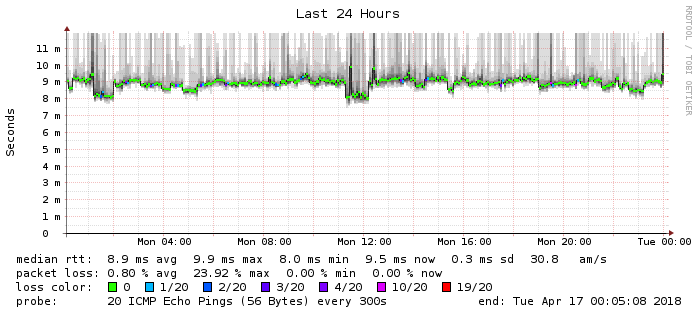 Last 24 Hours
RRDTOOL / TOBI OETIKER
Seconds
11 m
10 m
9 m
8 m
7 m
6 m
5 m
4 m
3 m
2 m
1 m
0
Mon 04:00 Mon 08:00 Mon 12:00 Mon 16:00 Mon 20:00 Tue 00:00
median rtt: 8.9 ms avg 9.9 ms max 8.0 ms min 9.5 ms now 0.3 ms sd 30.8 am/s
packet loss: 0.80 % avg 23.92 % max 0.00 % min 0.00 % now
loss color: 0 1/20 2/20 3/20 4/20 10/20 19/20
probe: 20 ICMP Echo Pings (56 Bytes) every 300s end: Tue Apr 17 00:05:08 2018